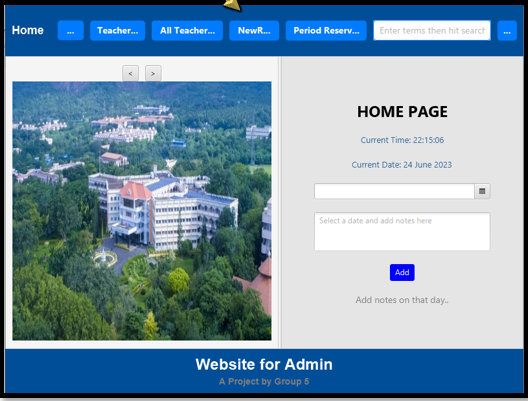 Home
...
Teacher...
All Teacher...
NewR...
Period Reserv...
Enter terms then hit search
...
<
>
HOME PAGE
Current Time: 22:15:06
Current Date: 24 June 2023
Select a date and add notes here
Add
Add notes on that day..
Website for Admin
A Project by Group 5